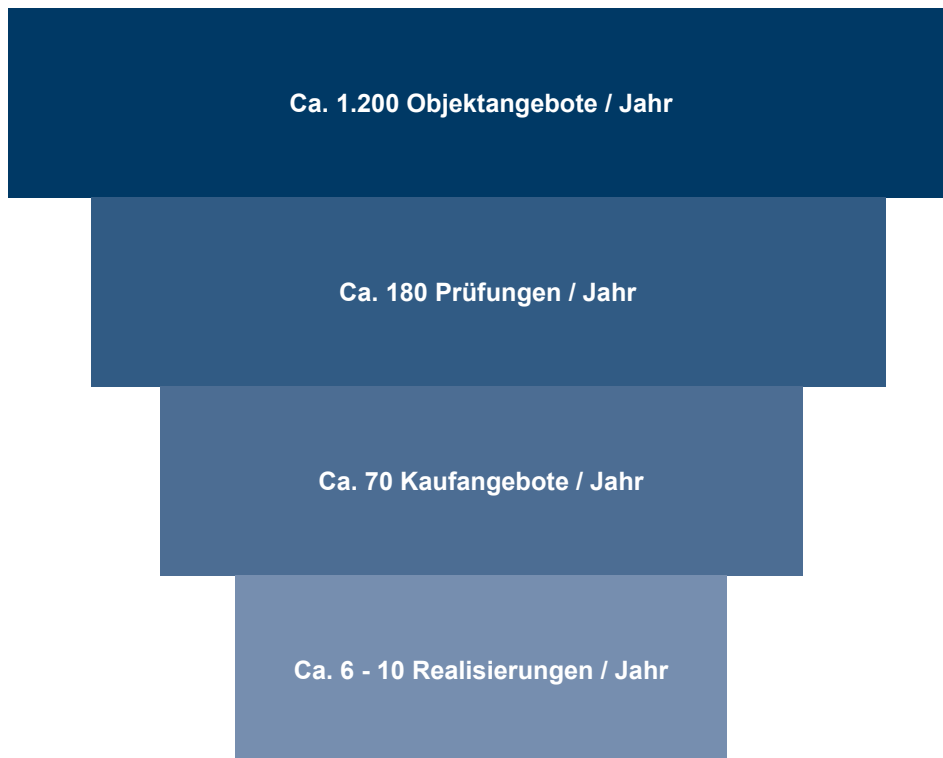 Ca. 1.200 Objektangebote / Jahr
Ca. 180 Prüfungen / Jahr
Ca. 70 Kaufangebote / Jahr
Ca. 6 - 10 Realisierungen / Jahr